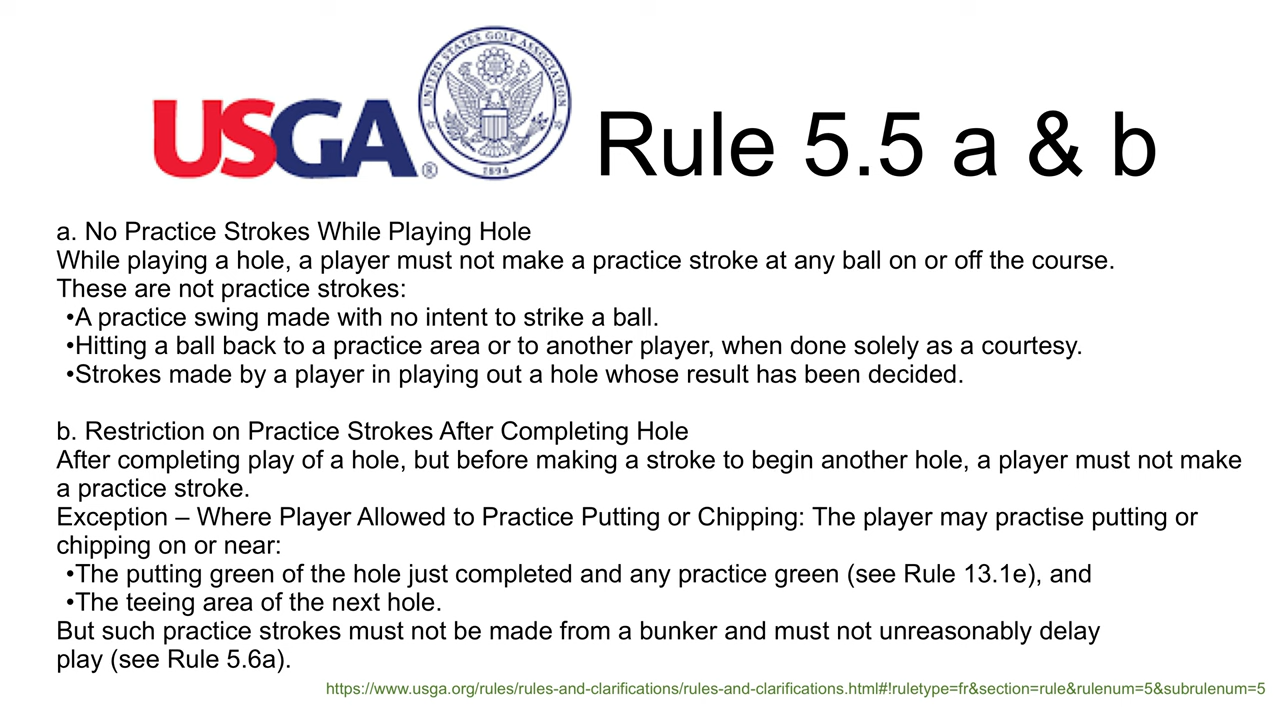 USGA®
UNITED STATES GOLF ASSOCIATION
1894
Rule 5.5 a & b
a. No Practice Strokes While Playing Hole
While playing a hole, a player must not make a practice stroke at any ball on or off the course.
These are not practice strokes:
•A practice swing made with no intent to strike a ball.
•Hitting a ball back to a practice area or to another player, when done solely as a courtesy.
•Strokes made by a player in playing out a hole whose result has been decided.
b. Restriction on Practice Strokes After Completing Hole
After completing play of a hole, but before making a stroke to begin another hole, a player must not make
a practice stroke.
Exception – Where Player Allowed to Practice Putting or Chipping: The player may practise putting or
chipping on or near:
•The putting green of the hole just completed and any practice green (see Rule 13.1e), and
•The teeing area of the next hole.
But such practice strokes must not be made from a bunker and must not unreasonably delay
play (see Rule 5.6a).
https://www.usga.org/rules/rules-and-clarifications/rules-and-clarifications.html#!ruletype=fr&section=rule&rulenum=5&subrulenum=5